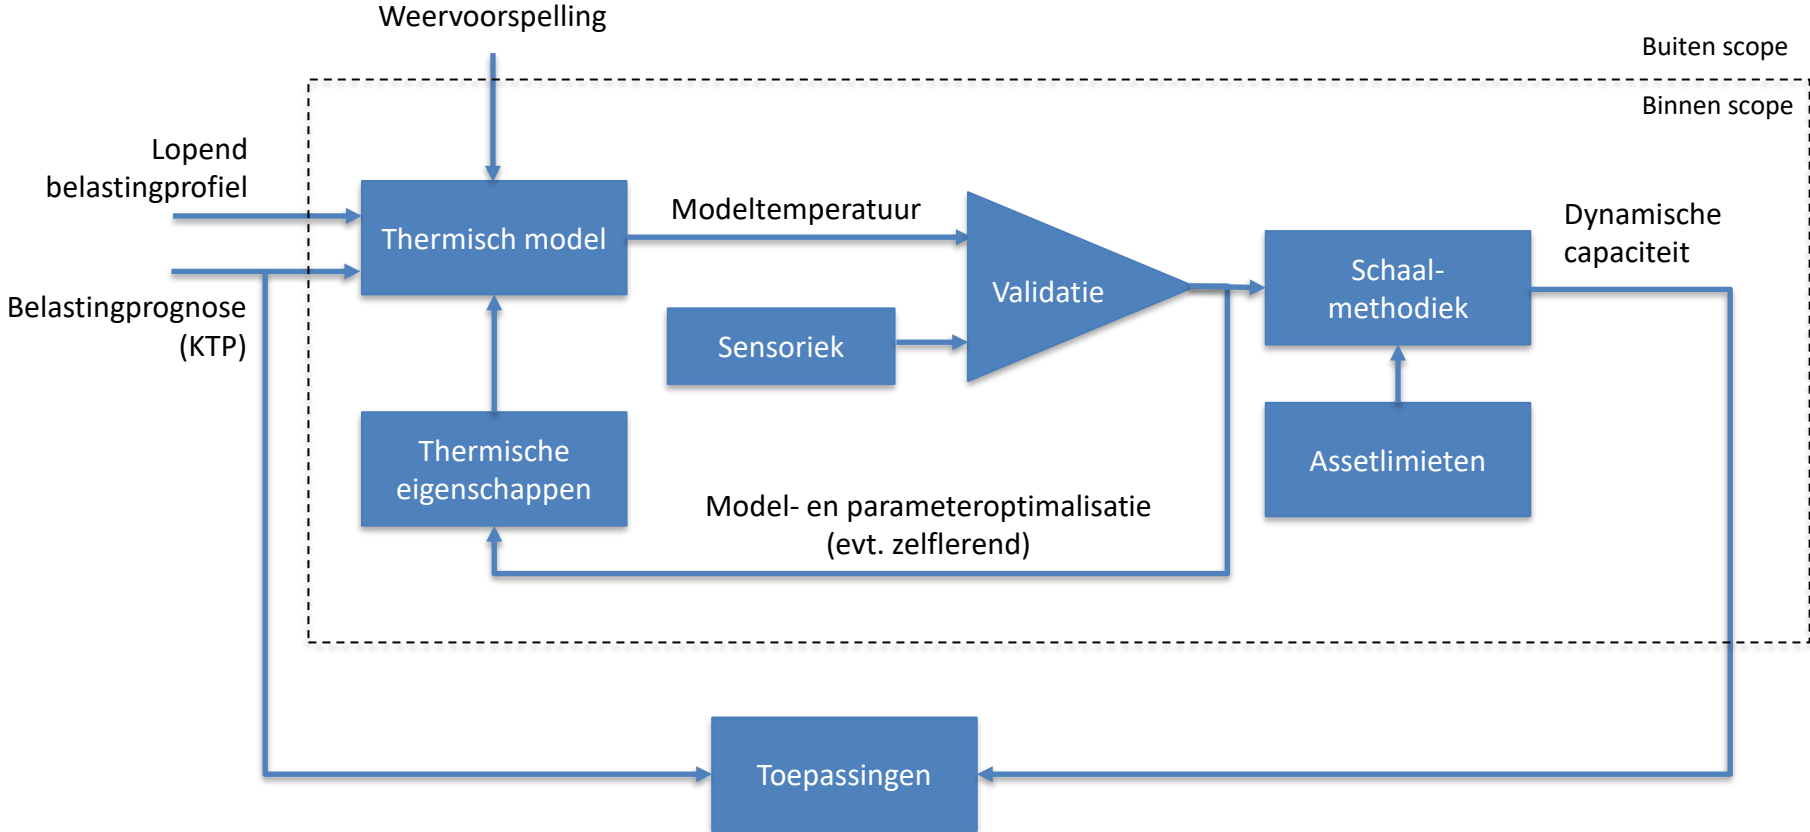 Weervoorspelling
Buiten scope
Binnen scope
Lopend
belastingprofiel
Thermisch model
Modeltemperatuur
Dynamische
capaciteit
Belastingprognose
(KTP)
Validatie
Schaal-
methodiek
Sensoriek
Thermische
eigenschappen
Assetlimieten
Model- en parameteroptimalisatie
(evt. zelflerend)
Toepassingen